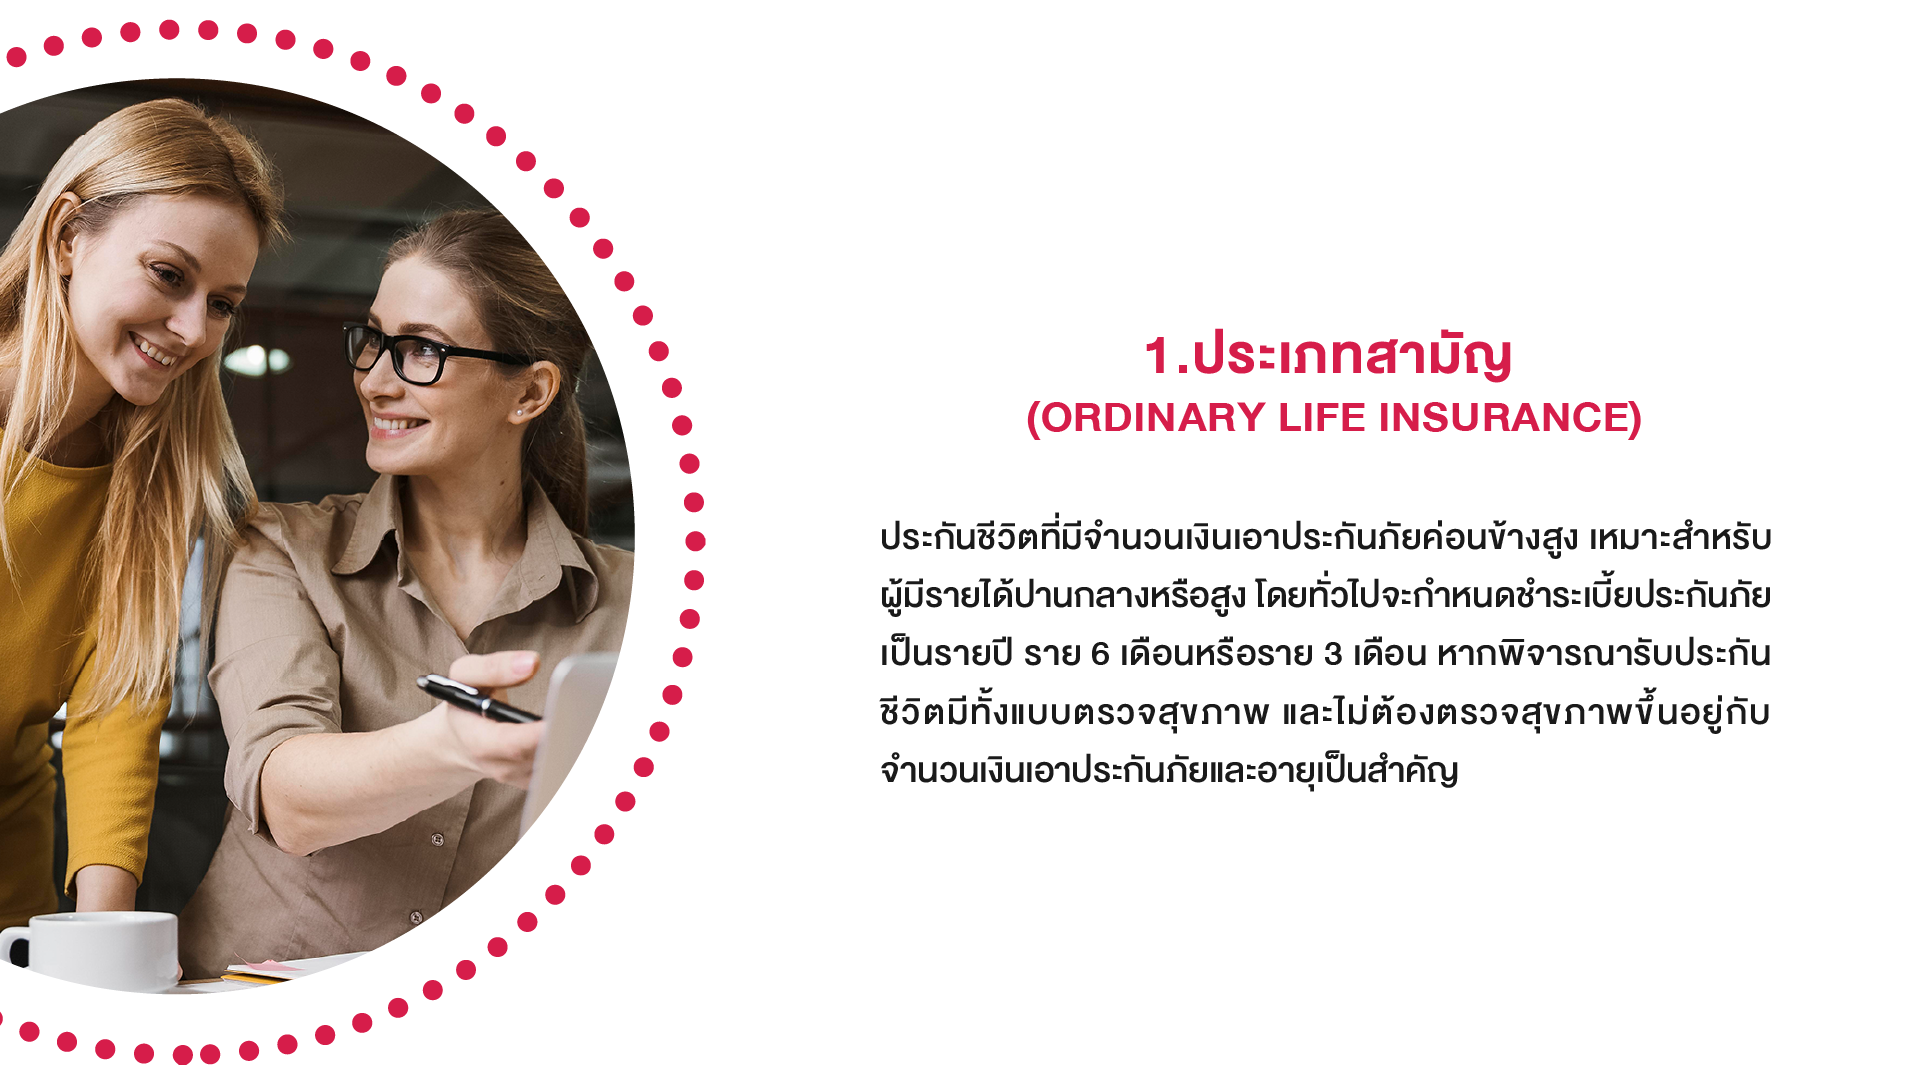 1.ประเภทสามัญ
(ORDINARY LIFE INSURANCE)
ประกันชีวิตที่มีจำนวนเงินเอาประกันภัยค่อนข้างสูง เหมาะสำหรับ
ผู้มีรายได้ปานกลางหรือสูง โดยทั่วไปจะกำหนดชำระเบี้ยประกันภัย
เป็นรายปี ราย 6 เดือนหรือราย 3 เดือน หากพิจารณารับประกัน
ชีวิตมีทั้งแบบตรวจสุขภาพ และไม่ต้องตรวจสุขภาพขึ้นอยู่กับ
จำนวนเงินเอาประกันภัยและอายุเป็นสำคัญ